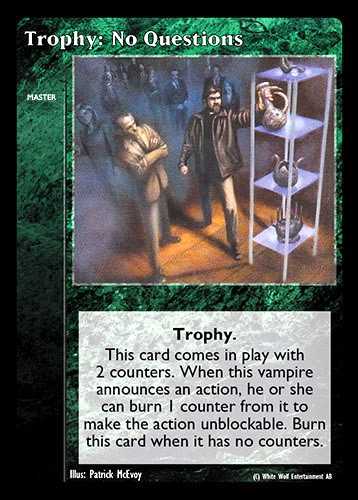 Trophy: No Questions
MASTER
Trophy.
This card comes in play with
2 counters. When this vampire
announces an action, he or she
can burn 1 counter from it to
make the action unblockable. Burn
this card when it has no counters.
Illus: Patrick McEvoy
(C) White Wolf Entertainment AB